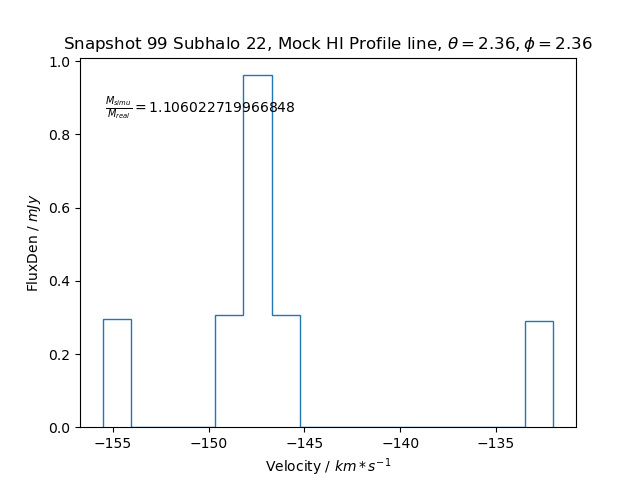 Snapshot 99 Subhalo 22, Mock HI Profile line, θ = 2.36, ϕ = 2.36
1.0
M_simu/M_real = 1.106022719966848
0.8
0.6
FluxDen / mJy
0.4
0.2
0.0
−155 −150 −145 −140 −135
Velocity / km * s⁻¹